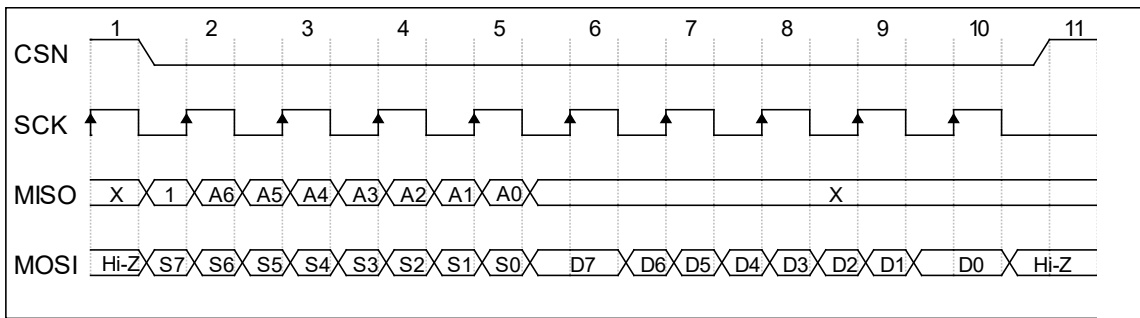 1 2 3 4 5 6 7 8 9 10 11
CSN
SCK
MISO X 1 A6 A5 A4 A3 A2 A1 A0 X
MOSI Hi-Z S7 S6 S5 S4 S3 S2 S1 S0 D7 D6 D5 D4 D3 D2 D1 D0 Hi-Z